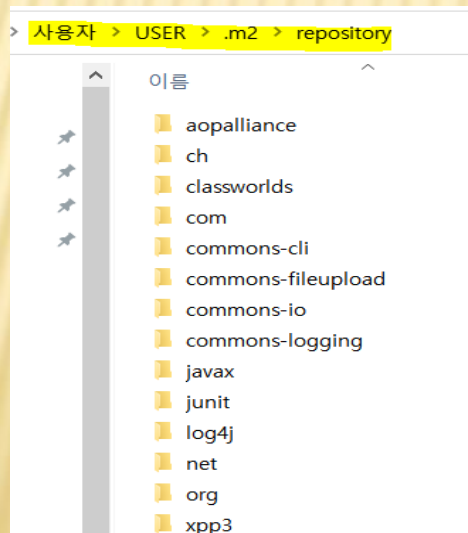 > 사용자 > USER > .m2 > repository
이름
aopalliance
ch
classworlds
com
commons-cli
commons-fileupload
commons-io
commons-logging
javax
junit
log4j
net
org
xpp3